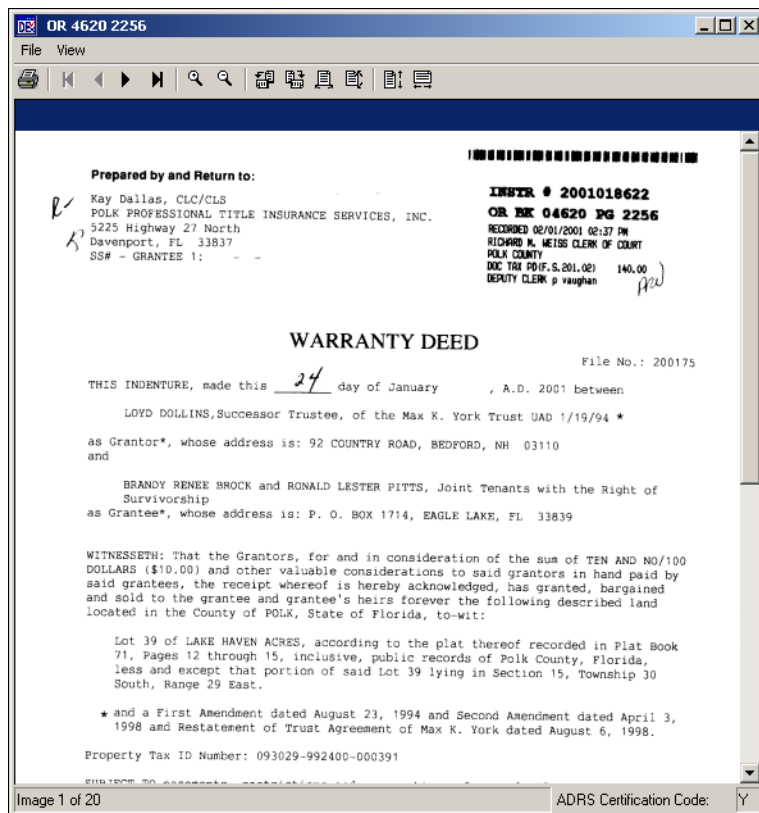 OR 4620 2256
File View
Prepared by and Return to:
Kay Dallas, CLC/CLS
POLK PROFESSIONAL TITLE INSURANCE SERVICES, INC.
5225 Highway 27 North
Davenport, FL 33837
SS# - GRANTEE 1: - -
INSTR # 2001018622
OR BK 04620 PG 2256
RECORDED 02/01/2001 02:37 PM
RICHARD M. WEISS CLERK OF COURT
POLK COUNTY
DOC TAX PD(F.S.201.02) 140.00
DEPUTY CLERK p vaughan
WARRANTY DEED
File No.: 200175
THIS INDENTURE, made this 24 day of January , A.D. 2001 between
LOYD DOLLINS,Successor Trustee, of the Max K. York Trust UAD 1/19/94 *
as Grantor*, whose address is: 92 COUNTRY ROAD, BEDFORD, NH 03110
and
BRANDY RENEE BROCK and RONALD LESTER PITTS, Joint Tenants with the Right of
Survivorship
as Grantee*, whose address is: P. O. BOX 1714, EAGLE LAKE, FL 33839
WITNESSETH: That the Grantors, for and in consideration of the sum of TEN AND NO/100
DOLLARS ($10.00) and other valuable considerations to said grantors in hand paid by
said grantees, the receipt whereof is hereby acknowledged, has granted, bargained
and sold to the grantee and grantee's heirs forever the following described land
located in the County of POLK, State of Florida, to-wit:
Lot 39 of LAKE HAVEN ACRES, according to the plat thereof recorded in Plat Book
71, Pages 12 through 15, inclusive, public records of Polk County, Florida,
less and except that portion of said Lot 39 lying in Section 15, Township 30
South, Range 29 East.
* and a First Amendment dated August 23, 1994 and Second Amendment dated April 3,
1998 amd Restatement of Trust Agreement of Max K. York dated August 6, 1998.
Property Tax ID Number: 093029-992400-000391
Image 1 of 20
ADRS Certification Code: Y